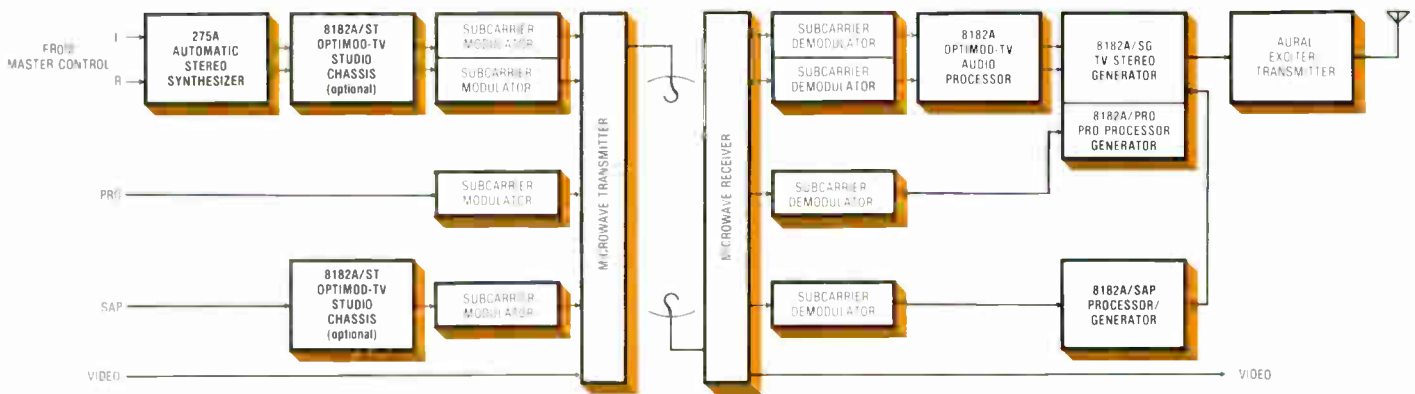 FROM
MASTER CONTROL
L
R
275A
AUTOMATIC
STEREO
SYNTHESIZER
8182A/ST
OPTIMOD-TV
STUDIO
CHASSIS
(optional)
SUBCARRIER
MODULATOR
SUBCARRIER
MODULATOR
MICROWAVE TRANSMITTER
MICROWAVE RECEIVER
SUBCARRIER
DEMODULATOR
SUBCARRIER
DEMODULATOR
8182A
OPTIMOD-TV
AUDIO
PROCESSOR
8182A/SG
TV STEREO
GENERATOR
8182A/PRO
PRO PROCESSOR
GENERATOR
AURAL
EXCITER
TRANSMITTER
PRO
SUBCARRIER
MODULATOR
SUBCARRIER
DEMODULATOR
SAP
8182A/ST
OPTIMOD-TV
STUDIO
CHASSIS
(optional)
SUBCARRIER
MODULATOR
SUBCARRIER
DEMODULATOR
8182A/SAP
PROCESSOR/
GENERATOR
VIDEO
VIDEO